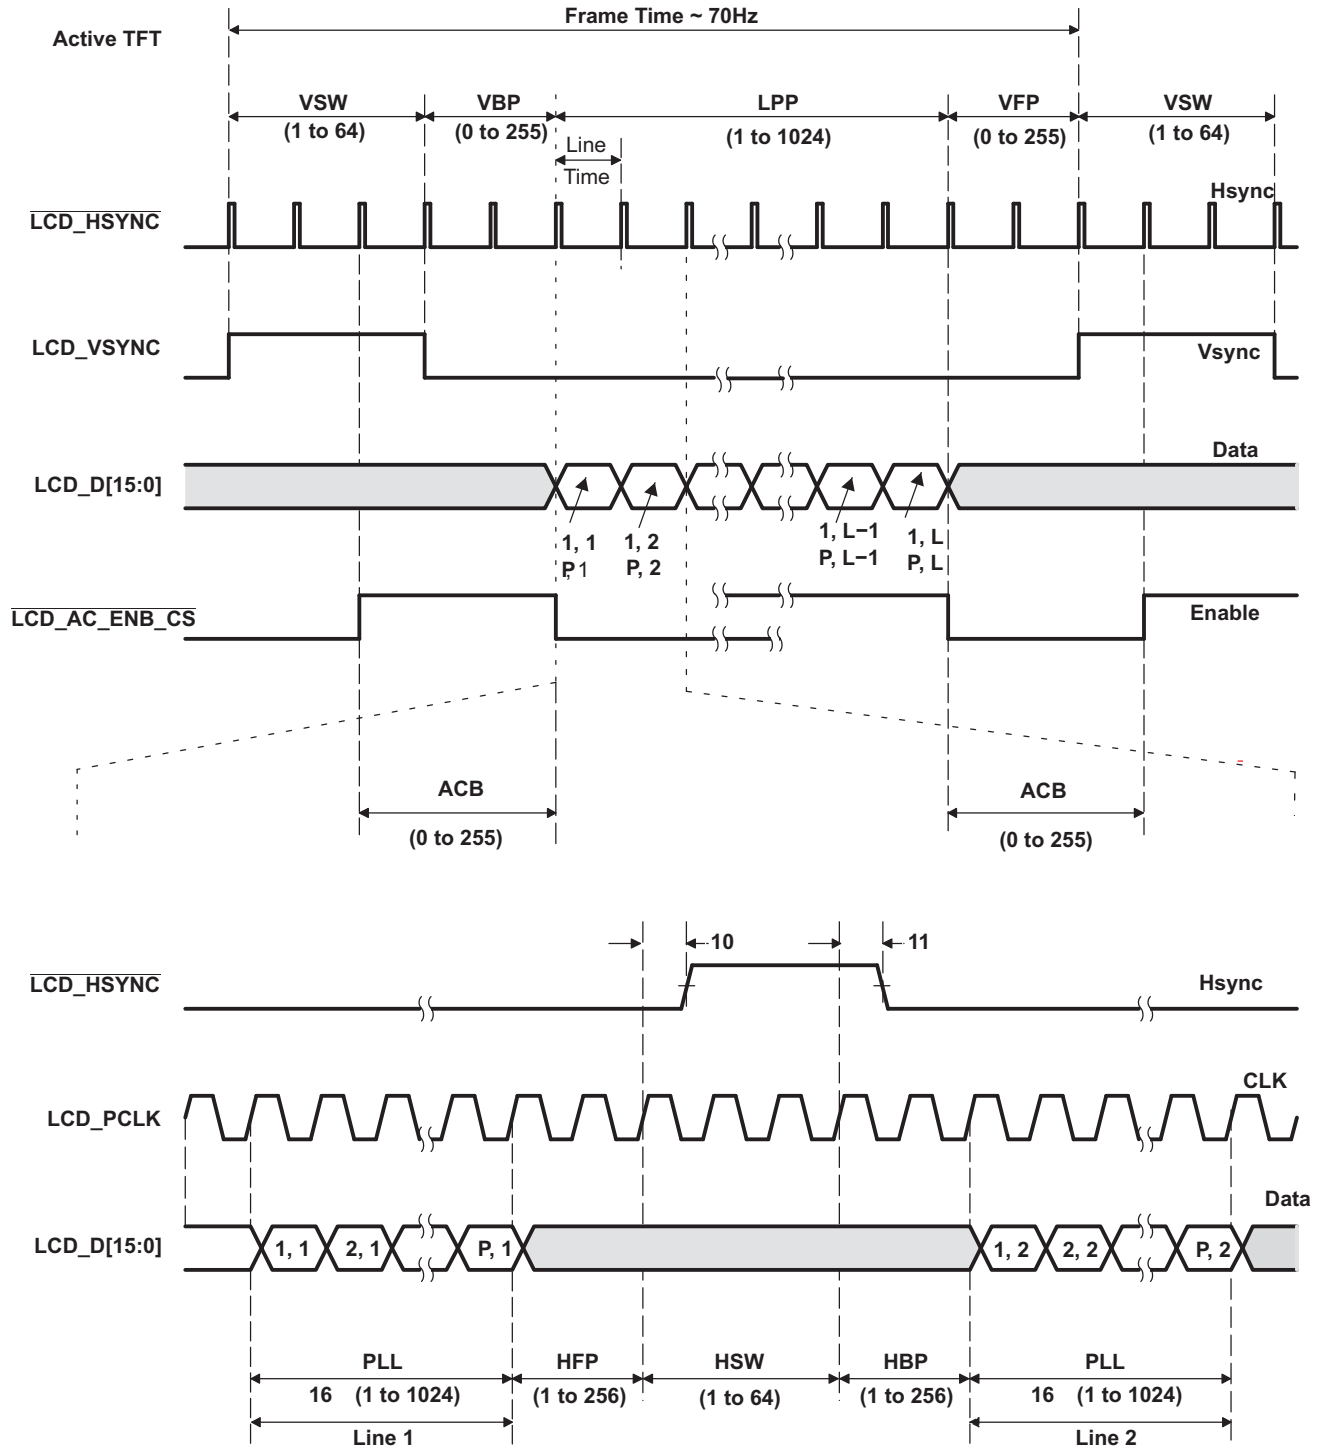 Frame Time ~ 70Hz
Active TFT
VSW
(1 to 64)
VBP
(0 to 255)
LPP
(1 to 1024)
VFP
(0 to 255)
VSW
(1 to 64)
Line
Time
LCD_HSYNC
Hsync
LCD_VSYNC
Vsync
LCD_D[15:0]
Data
1, 1
P, 1
1, 2
P, 2
1, L−1
P, L−1
1, L
P, L
LCD_AC_ENB_CS
Enable
ACB
(0 to 255)
ACB
(0 to 255)
10
11
LCD_HSYNC
Hsync
LCD_PCLK
CLK
LCD_D[15:0]
Data
1, 1
2, 1
P, 1
1, 2
2, 2
P, 2
PLL
16 (1 to 1024)
HFP
(1 to 256)
HSW
(1 to 64)
HBP
(1 to 256)
PLL
16 (1 to 1024)
Line 1
Line 2